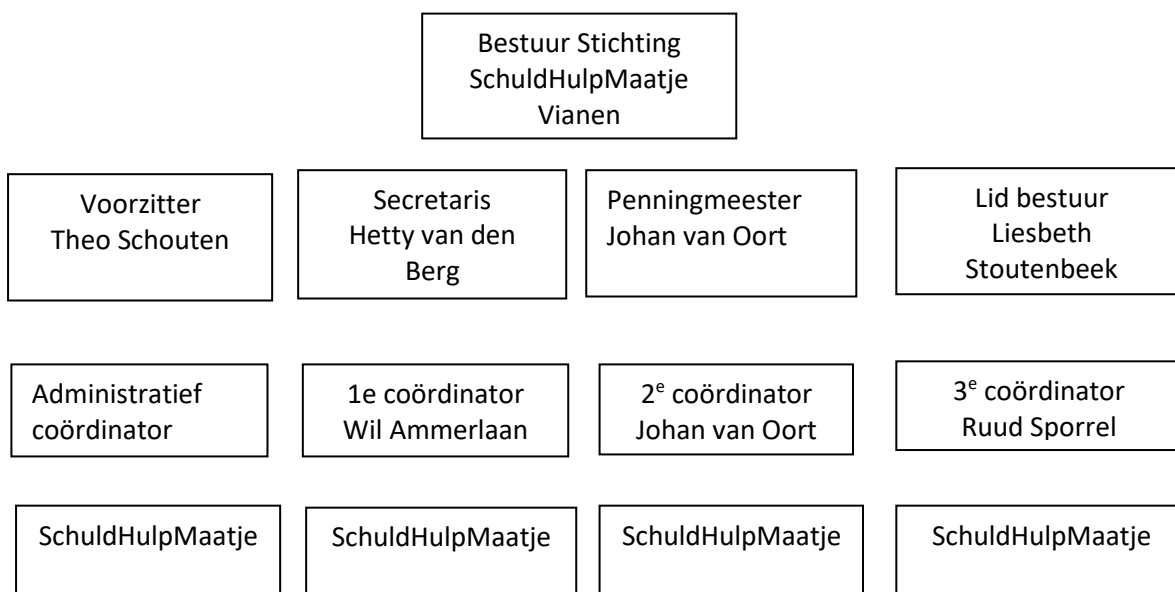 Bestuur Stichting
SchuldHulpMaatje
Vianen
Voorzitter
Theo Schouten
Secretaris
Hetty van den
Berg
Penningmeester
Johan van Oort
Lid bestuur
Liesbeth
Stoutenbeek
Administratief
coördinator
1e coördinator
Wil Ammerlaan
2e coördinator
Johan van Oort
3e coördinator
Ruud Sporrel
SchuldHulpMaatje
SchuldHulpMaatje
SchuldHulpMaatje
SchuldHulpMaatje